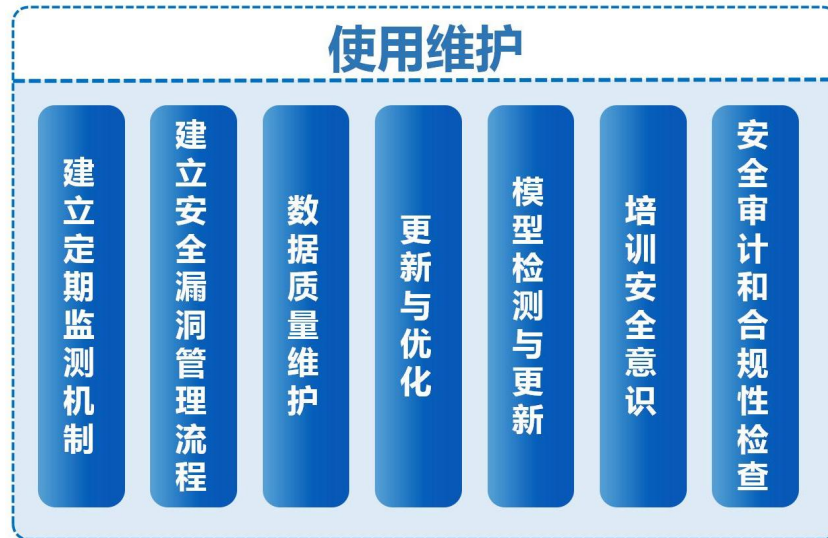 使用维护
建立定期监测机制
建立安全漏洞管理流程
数据质量维护
更新与优化
模型检测与更新
培训安全意识
安全审计和合规性检查